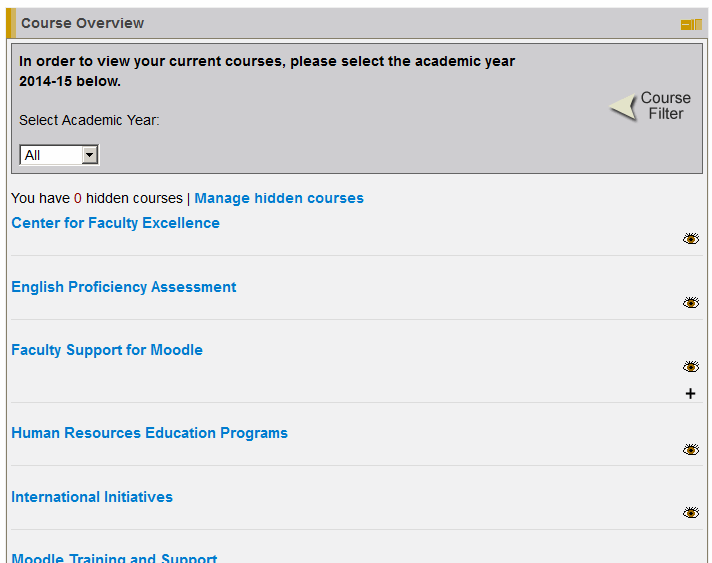 Course Overview
In order to view your current courses, please select the academic year
2014-15 below.
Course
Filter
Select Academic Year:
All
You have 0 hidden courses | Manage hidden courses
Center for Faculty Excellence
English Proficiency Assessment
Faculty Support for Moodle
+
Human Resources Education Programs
International Initiatives
Moodle Training and Support